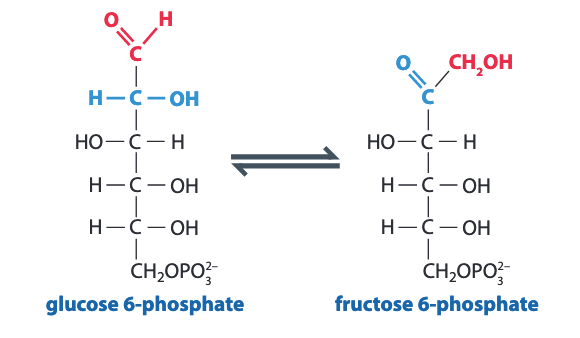 O H
C
H—C—OH
HO—C—H
H—C—OH
H—C—OH
CH₂OPO₃²⁻
glucose 6-phosphate
O CH₂OH
C
HO—C—H
H—C—OH
H—C—OH
CH₂OPO₃²⁻
fructose 6-phosphate